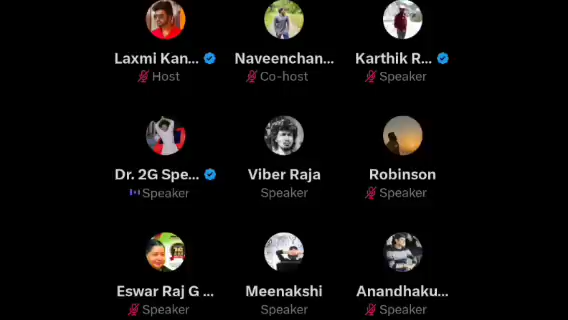 Laxmi Kan... Naveenchan... Karthik R...
Host Co-host Speaker
Dr. 2G Spe... Viber Raja Robinson
Speaker Speaker Speaker
Eswar Raj G ... Meenakshi Anandhaku...
Speaker Speaker Speaker